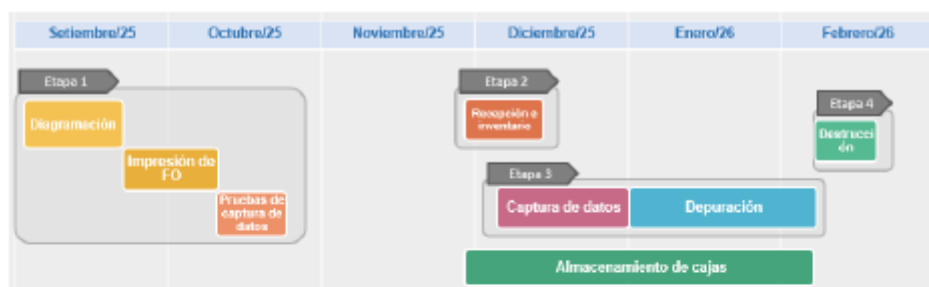 Setiembre/25 Octubre/25 Noviembre/25 Diciembre/25 Enero/26 Febrero/26
Etapa 1
Diagramación
Impresión de
FO
Pruebas de
captura de
datos
Etapa 2
Recepción e
inventario
Etapa 3
Captura de datos
Depuración
Etapa 4
Destrucci
ón
Almacenamiento de cajas